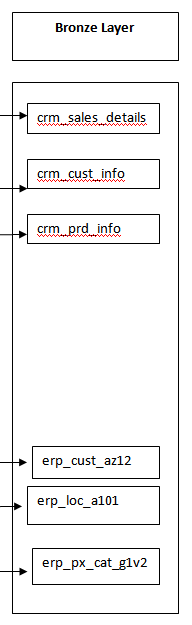 Bronze Layer
crm_sales_details
crm_cust_info
crm_prd_info
erp_cust_az12
erp_loc_a101
erp_px_cat_g1v2